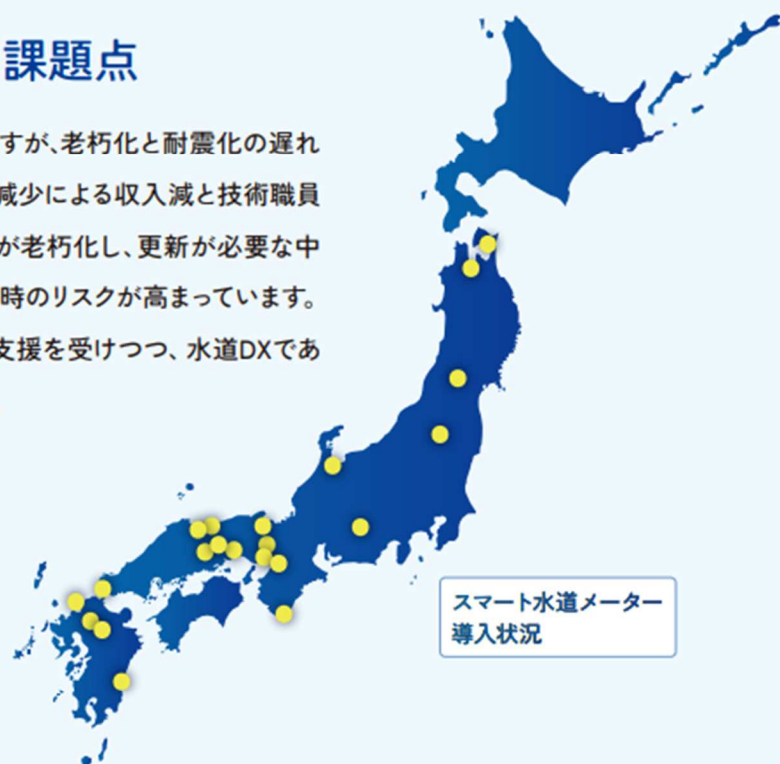 課題点
すが、老朽化と耐震化の遅れ
減少による収入減と技術職員
が老朽化し、更新が必要な中
時のリスクが高まっています。
支援を受けつつ、水道DXであ
スマート水道メーター
導入状況